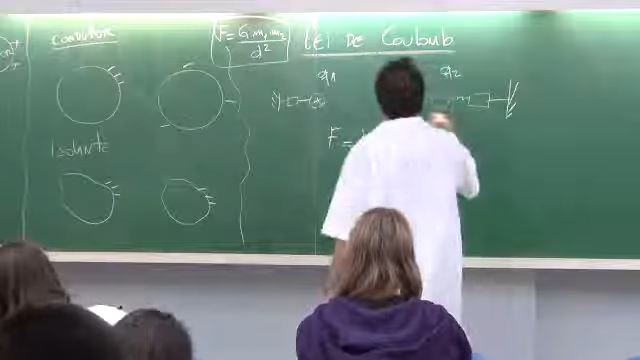 Condutor
F = G.m₁.m₂
d²
Lei de Coulomb
q1
q2
Isolante
F =